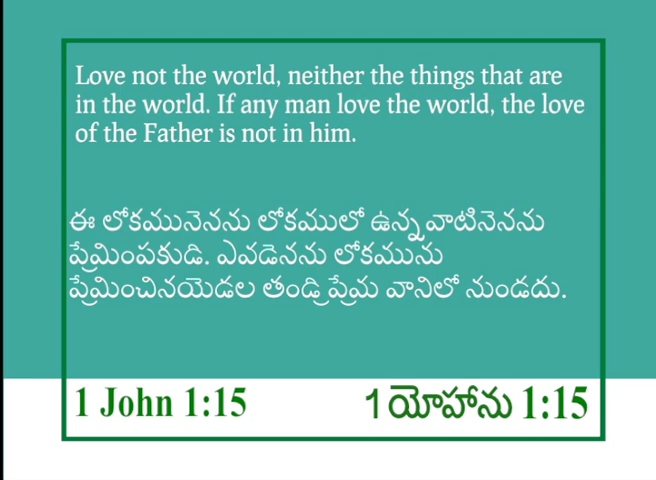 Love not the world, neither the things that are
in the world. If any man love the world, the love
of the Father is not in him.
ఈ లోకమునెనను లోకములో ఉన్నవాటినెనను
ప్రేమింపకుడి. ఎవడెనను లోకమును
ప్రేమించినయెడల తండ్రి ప్రేమ వానిలో నుండదు.
1 John 1:15
1 యోహాను 1:15